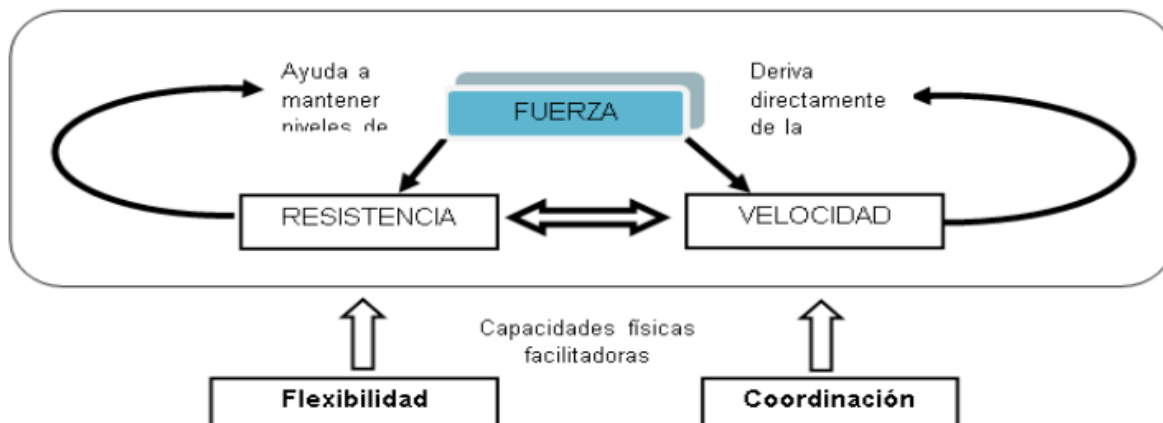 Ayuda a
mantener
niveles de
FUERZA
Deriva
directamente
de la
RESISTENCIA
VELOCIDAD
Capacidades físicas
facilitadoras
Flexibilidad
Coordinación